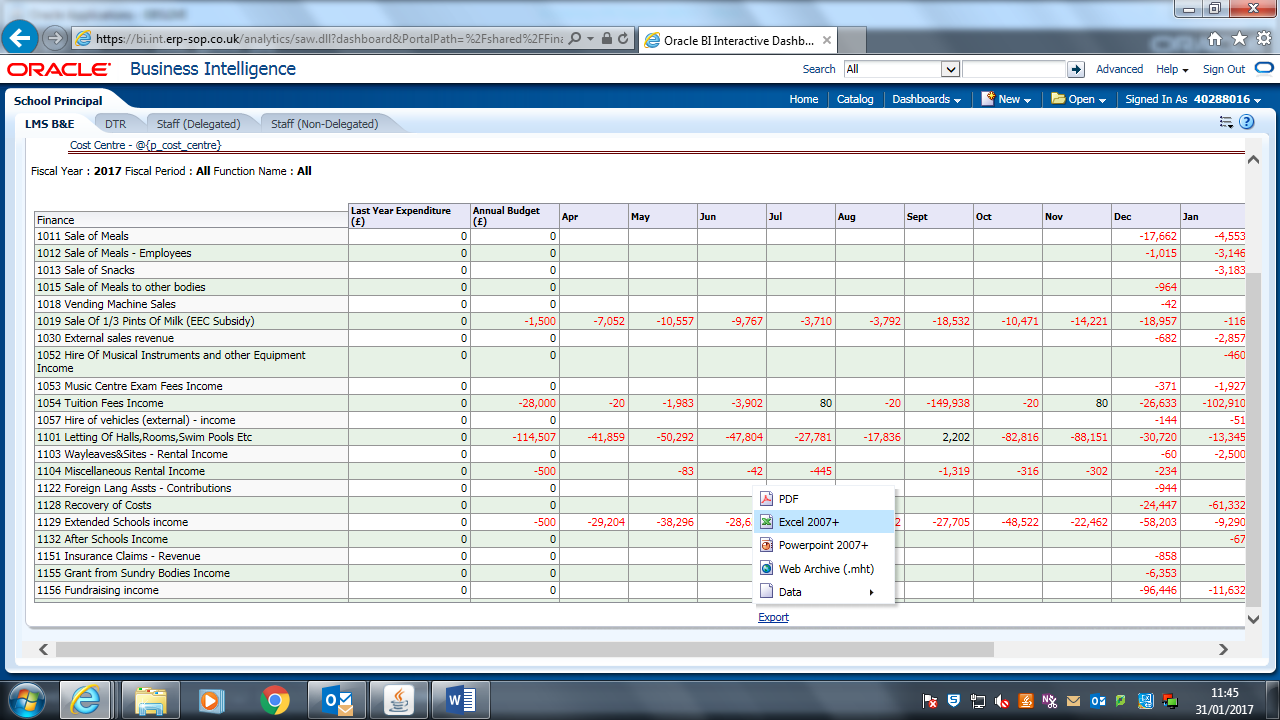 https://bi.int.erp-sop.co.uk/analytics/saw.dll?dashboard&PortalPath=%2Fshared%2FFin Oracle BI Interactive Dashb...
ORACLE Business Intelligence Search All Advanced Help Sign Out
School Principal Home Catalog Dashboards New Open Signed In As 40288016
LMS B&E DTR Staff (Delegated) Staff (Non-Delegated)
Cost Centre - @{p_cost_centre}
Fiscal Year : 2017 Fiscal Period : All Function Name : All
Finance Last Year Expenditure (£) Annual Budget (£) Apr May Jun Jul Aug Sept Oct Nov Dec Jan
1011 Sale of Meals 0 0 -17,662 -4,553
1012 Sale of Meals - Employees 0 0 -1,015 -3,146
1013 Sale of Snacks 0 0 -3,183
1015 Sale of Meals to other bodies 0 0 -964
1018 Vending Machine Sales 0 0 -42
1019 Sale Of 1/3 Pints Of Milk (EEC Subsidy) 0 -1,500 -7,052 -10,557 -9,767 -3,710 -3,792 -18,532 -10,471 -14,221 -18,957 -116
1030 External sales revenue 0 0 -682 -2,857
1052 Hire Of Musical Instruments and other Equipment Income 0 0 -460
1053 Music Centre Exam Fees Income 0 0 -371 -1,927
1054 Tuition Fees Income 0 -28,000 -20 -1,983 -3,902 80 -20 -149,938 -20 80 -26,633 -102,910
1057 Hire of vehicles (external) - income 0 0 -144 -51
1101 Letting Of Halls,Rooms,Swim Pools Etc 0 -114,507 -41,859 -50,292 -47,804 -27,781 -17,836 2,202 -82,816 -88,151 -30,720 -13,345
1103 Wayleaves&Sites - Rental Income 0 0 -60 -2,500
1104 Miscellaneous Rental Income 0 -500 -83 -42 -445 -1,319 -316 -302 -234
1122 Foreign Lang Assts - Contributions 0 0 -944
1128 Recovery of Costs 0 0 -24,447 -61,332
1129 Extended Schools income 0 -500 -29,204 -38,296 -27,705 -48,522 -22,462 -58,203 -9,290
1132 After Schools Income 0 0 -67
1151 Insurance Claims - Revenue 0 0 -858
1155 Grant from Sundry Bodies Income 0 0 -6,353
1156 Fundraising income 0 0 -96,446 -11,632
PDF
Excel 2007+
Powerpoint 2007+
Web Archive (.mht)
Data
Export
11:45
31/01/2017